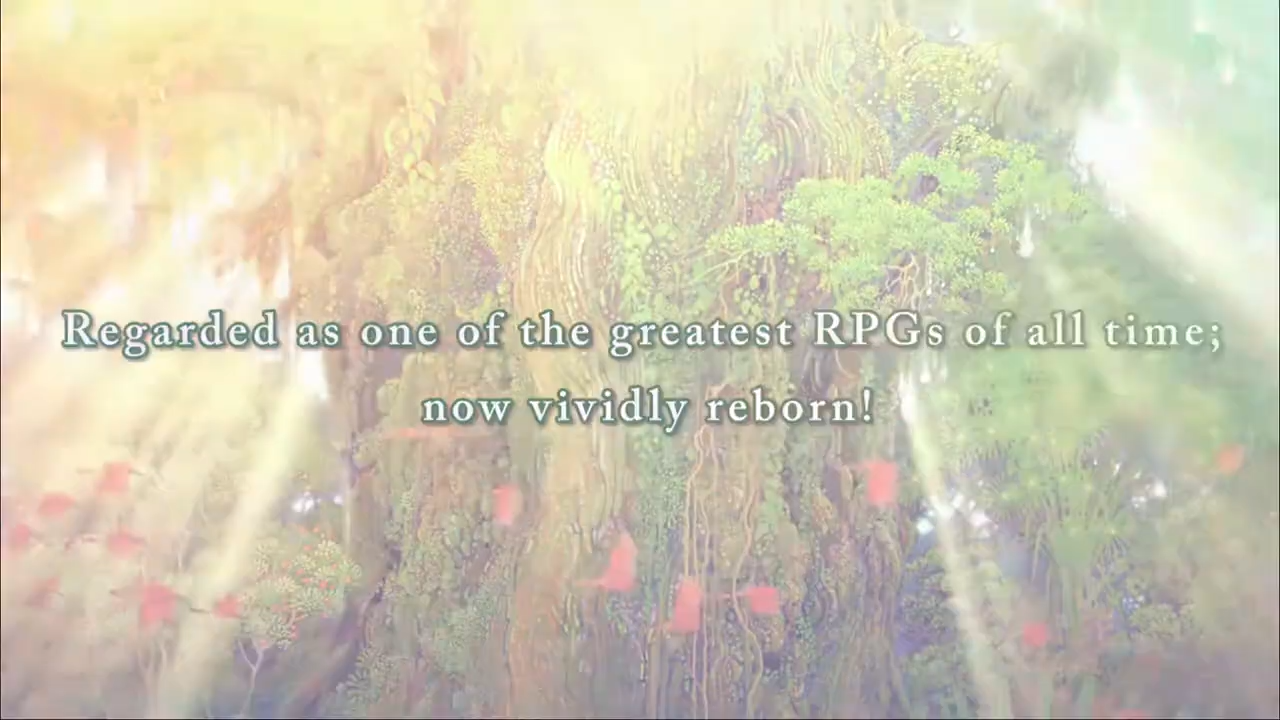 Regarded as one of the greatest RPGs of all time;
now vividly reborn!